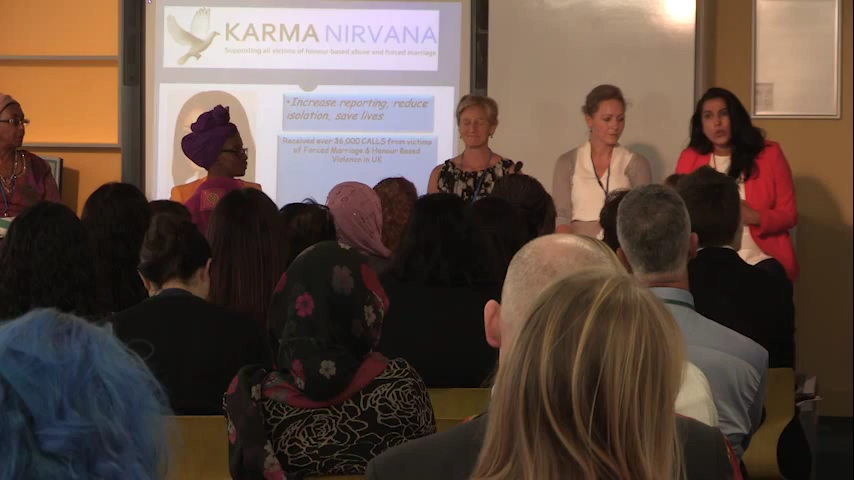 KARMA NIRVANA
Supporting all victims of honour based abuse and forced marriage
•Increase reporting, reduce
isolation, save lives
Received over 36,000 CALLS from victims
of Forced Marriage & Honour Based
Violence in UK